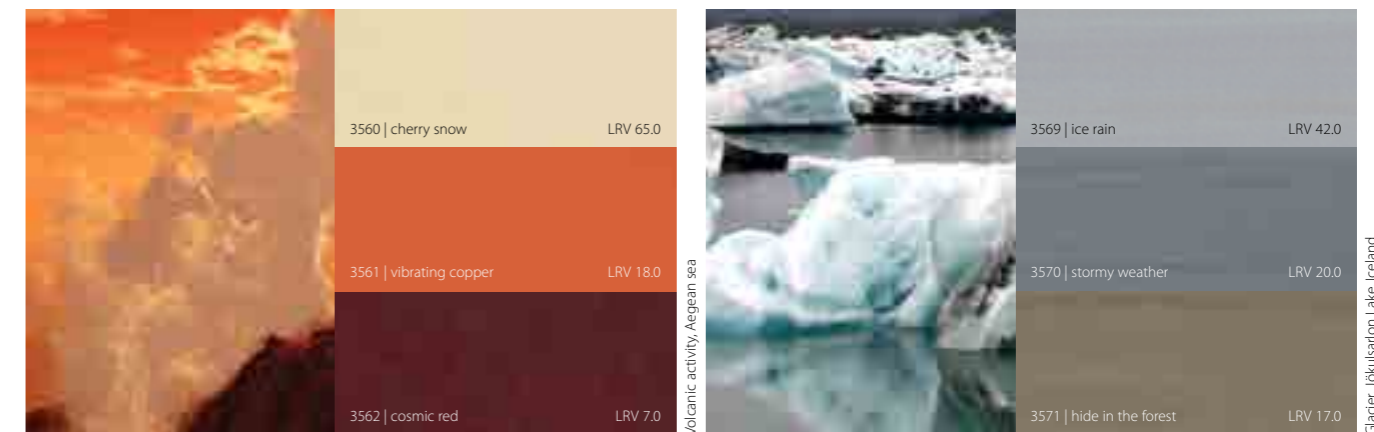 3560 | cherry snow LRV 65.0
3561 | vibrating copper LRV 18.0
3562 | cosmic red LRV 7.0
Volcanic activity, Aegean sea
3569 | ice rain LRV 42.0
3570 | stormy weather LRV 20.0
3571 | hide in the forest LRV 17.0
Glacier, Jökulsarlon Lake, Iceland